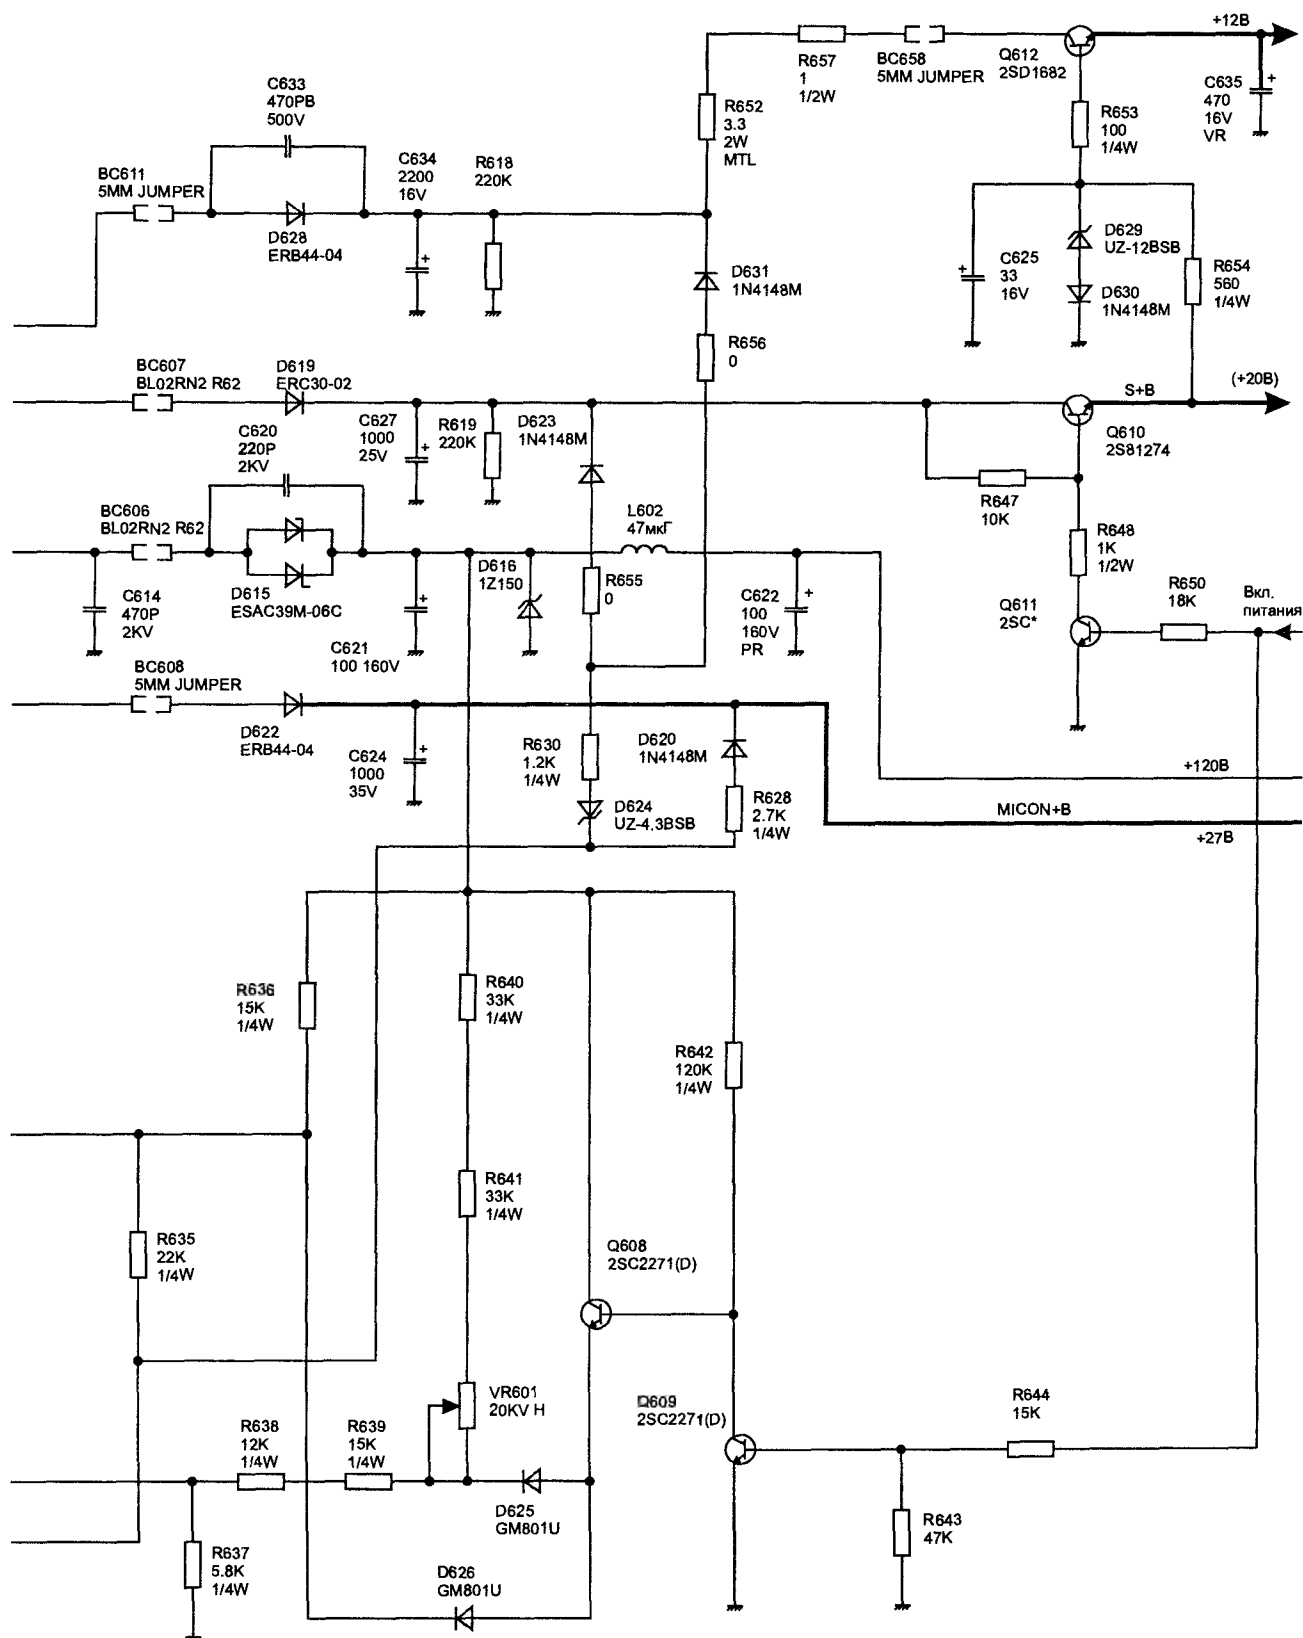 +12В
R657
1
1/2W
BC658
5MM JUMPER
Q612
2SD1682
C635
470
16V
VR
+
C633
470PB
500V
R652
3.3
2W
MTL
R653
100
1/4W
BC611
5MM JUMPER
C634
2200
16V
+
R618
220K
D628
ERB44-04
D631
1N4148M
D629
UZ-12BSB
C625
33
16V
+
D630
1N4148M
R654
560
1/4W
R656
0
BC607
BL02RN2 R62
D619
ERC30-02
S+B
(+20В)
C620
220P
2KV
C627
1000
25V
+
R619
220K
D623
1N4148M
Q610
2S81274
R647
10K
BC606
BL02RN2 R62
L602
47мкГ
R648
1K
1/2W
C614
470P
2KV
D615
ESAC39M-06C
D616
1Z150
R655
0
C622
100
160V
PR
+
Q611
2SC*
R650
18K
Вкл.
питания
+
C621
100 160V
BC608
5MM JUMPER
D622
ERB44-04
C624
1000
35V
+
R630
1.2K
1/4W
D620
1N4148M
+120В
D624
UZ-4.3BSB
R628
2.7K
1/4W
MICON+B
+27В
R636
15K
1/4W
R640
33K
1/4W
R642
120K
1/4W
R641
33K
1/4W
R635
22K
1/4W
Q608
2SC2271(D)
VR601
20KV H
Q609
2SC2271(D)
R644
15K
R638
12K
1/4W
R639
15K
1/4W
D625
GM801U
R643
47K
R637
5.8K
1/4W
D626
GM801U